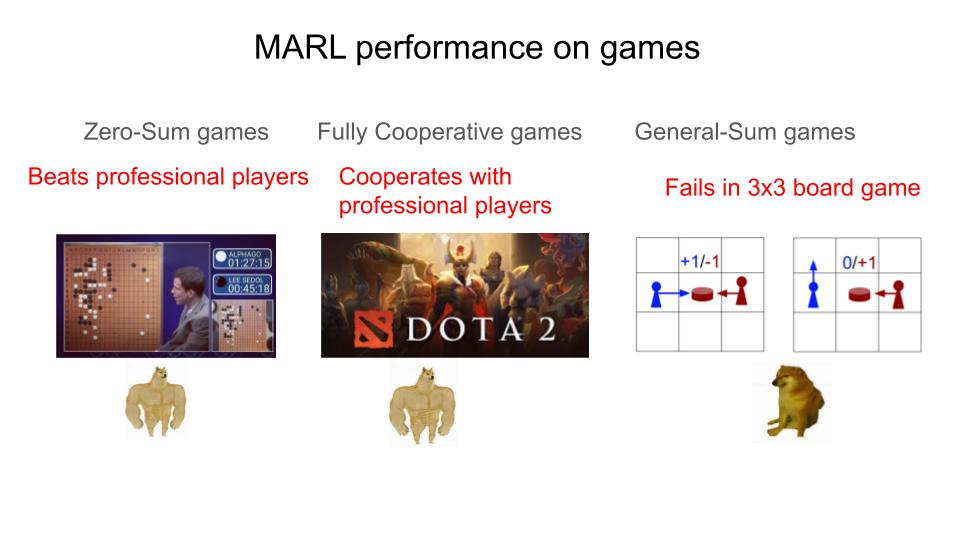 MARL performance on games
Zero-Sum games
Beats professional players
ALPHAGO
01:27:15
LEE SEDOL
00:45:18
Fully Cooperative games
Cooperates with
professional players
DOTA 2
General-Sum games
Fails in 3x3 board game
+1/-1
0/+1